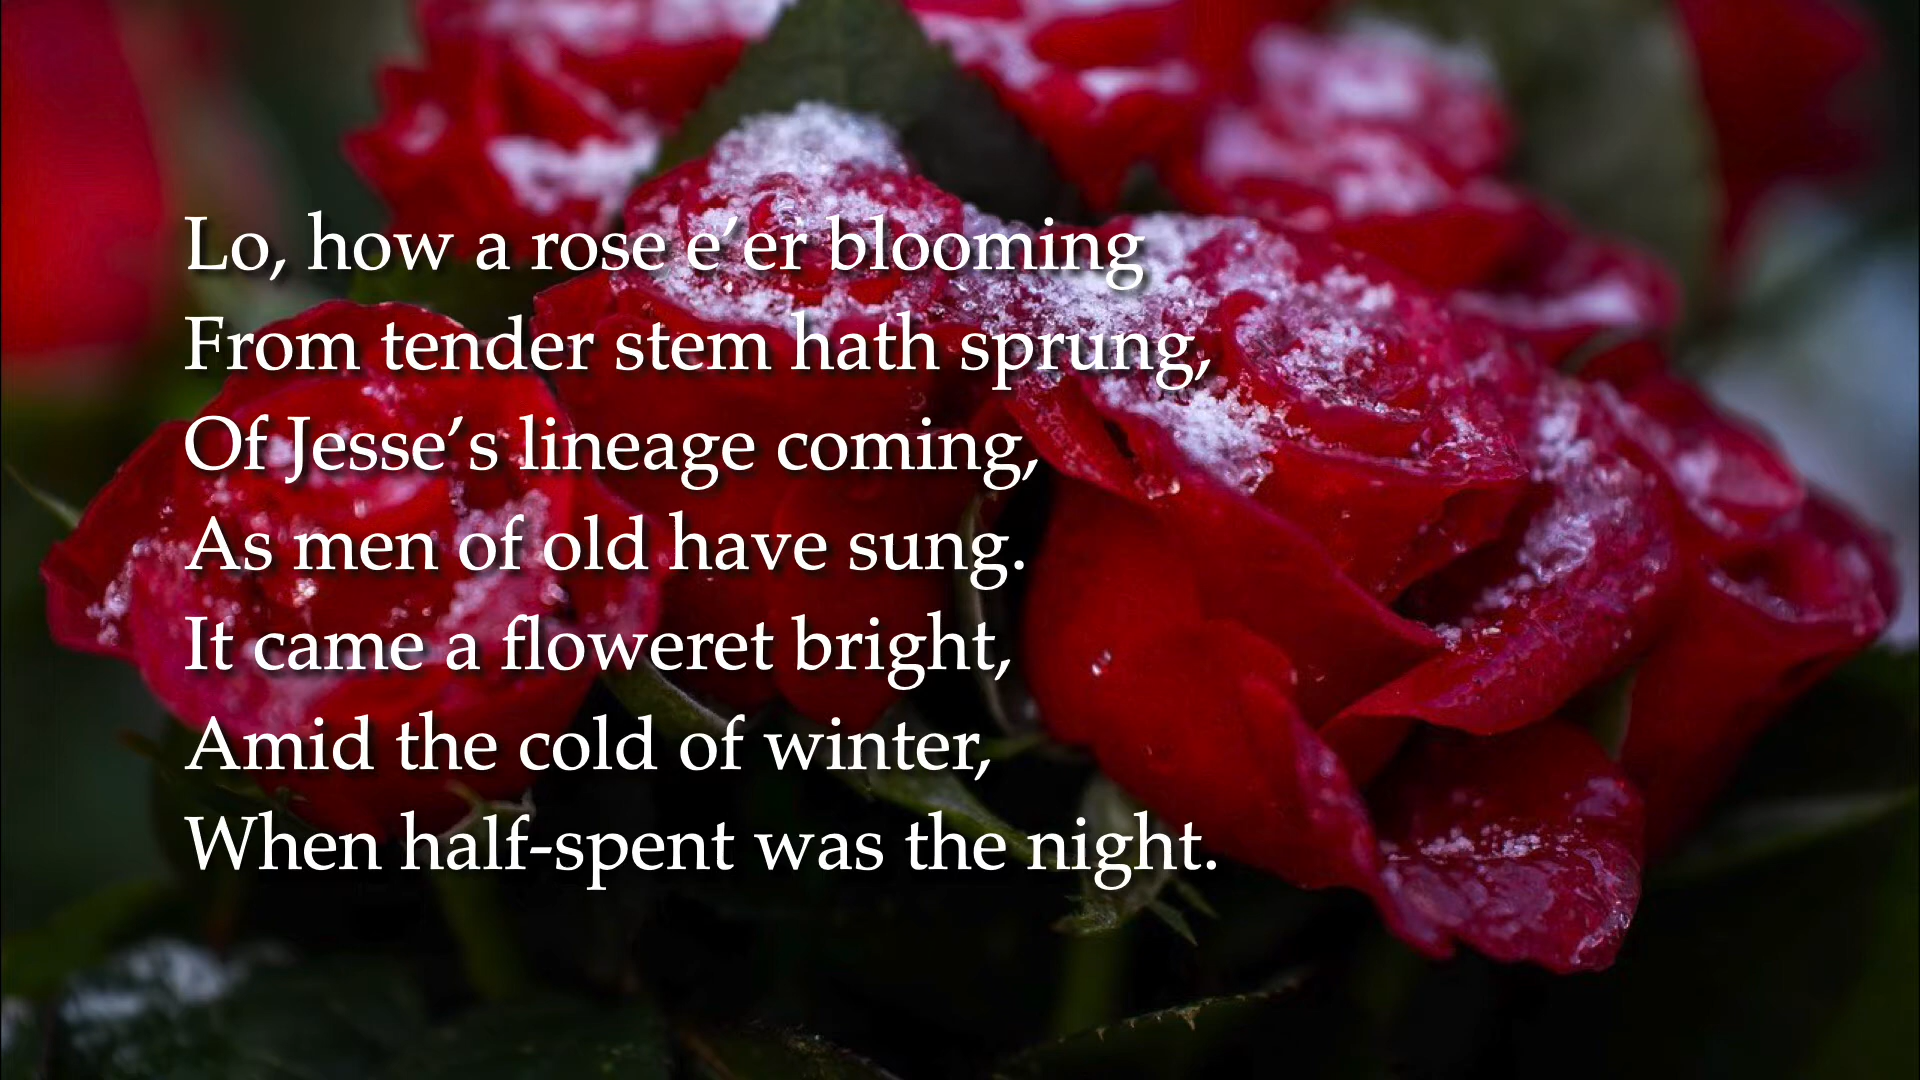 Lo, how a rose e’er blooming
From tender stem hath sprung,
Of Jesse’s lineage coming,
As men of old have sung.
It came a floweret bright,
Amid the cold of winter,
When half-spent was the night.